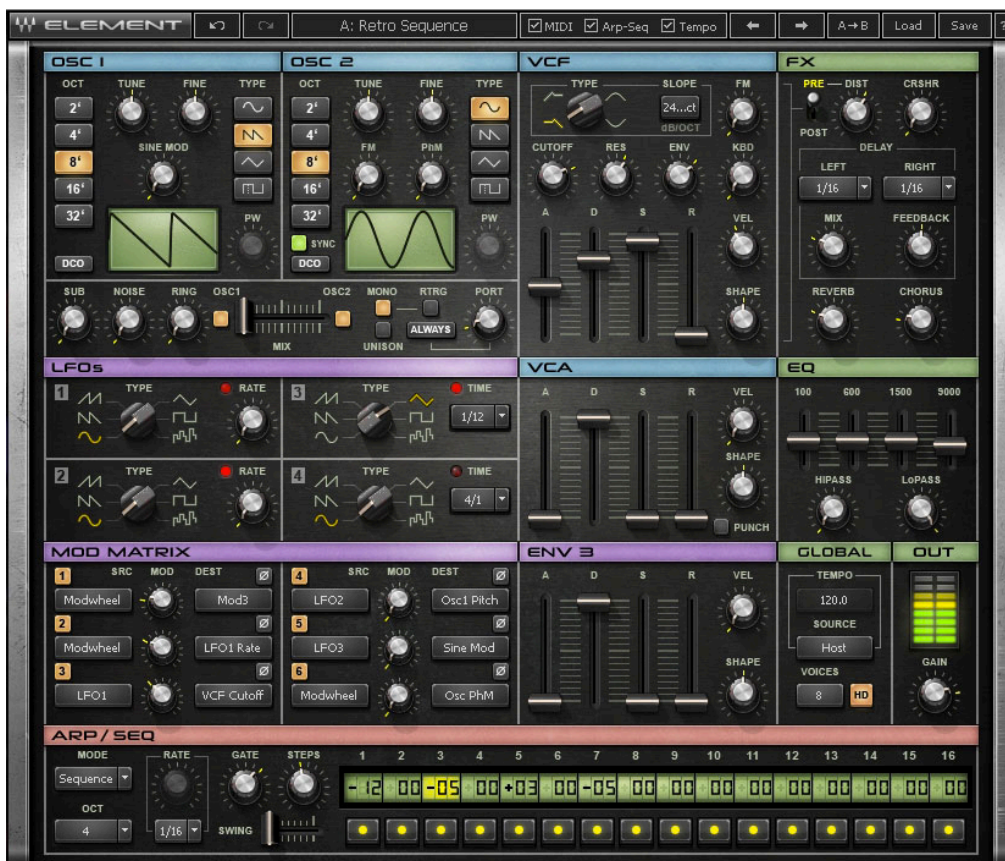 ELEMENT A: Retro Sequence MIDI Arp-Seq Tempo A→B Load Save ?
OSC 1 OSC 2 VCF FX
OCT TUNE FINE TYPE OCT TUNE FINE TYPE TYPE SLOPE FM PRE DIST CRSHR
2' 2' 24...ct
dB/OCT POST
4' SINE MOD 4' FM PhM CUTOFF RES ENV KBD DELAY
8' 8' LEFT RIGHT
16' 16' 1/16 1/16
32' PW 32' PW A D S R VEL MIX FEEDBACK
SYNC
DCO DCO
SUB NOISE RING OSC1 OSC2 MONO RTRG PORT SHAPE REVERB CHORUS
MIX UNISON ALWAYS
LFOs VCA EQ
1 TYPE RATE 3 TYPE TIME A D S R VEL 100 600 1500 9000
1/12
SHAPE
2 TYPE RATE 4 TYPE TIME HIPASS LoPASS
4/1
PUNCH
MOD MATRIX ENV 3 GLOBAL OUT
1 SRC MOD DEST Ø 4 SRC MOD DEST Ø A D S R VEL TEMPO
Modwheel Mod3 LFO2 Osc1 Pitch 120.0
2 Ø 5 Ø SOURCE
Modwheel LFO1 Rate LFO3 Sine Mod Host
3 Ø 6 Ø SHAPE VOICES GAIN
LFO1 VCF Cutoff Modwheel Osc PhM 8 HD
ARP/SEQ
MODE RATE GATE STEPS 1 2 3 4 5 6 7 8 9 10 11 12 13 14 15 16
Sequence -12 00 -05 00 +03 00 -05 00 00 00 00 00 00 00 00 00
OCT
4 1/16 SWING